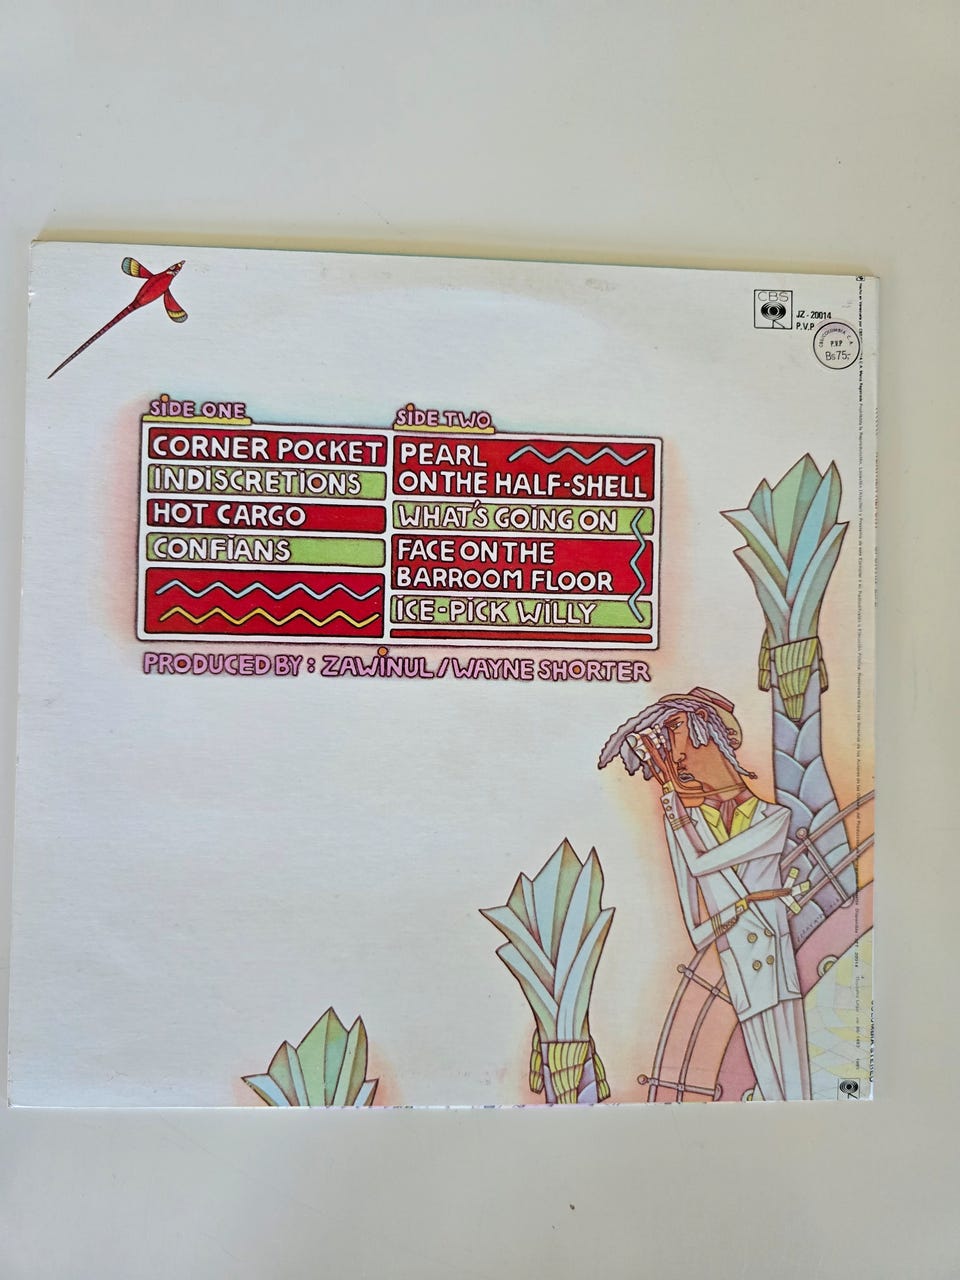 CBS
JZ - 20014
P.V.P
P.V.P
Bs 75,-
SIDE ONE
CORNER POCKET
INDISCRETIONS
HOT CARGO
CONFIANS
SIDE TWO
PEARL
ON THE HALF-SHELL
WHAT'S GOING ON
FACE ON THE
BARROOM FLOOR
ICE-PICK WILLY
PRODUCED BY: ZAWINUL / WAYNE SHORTER